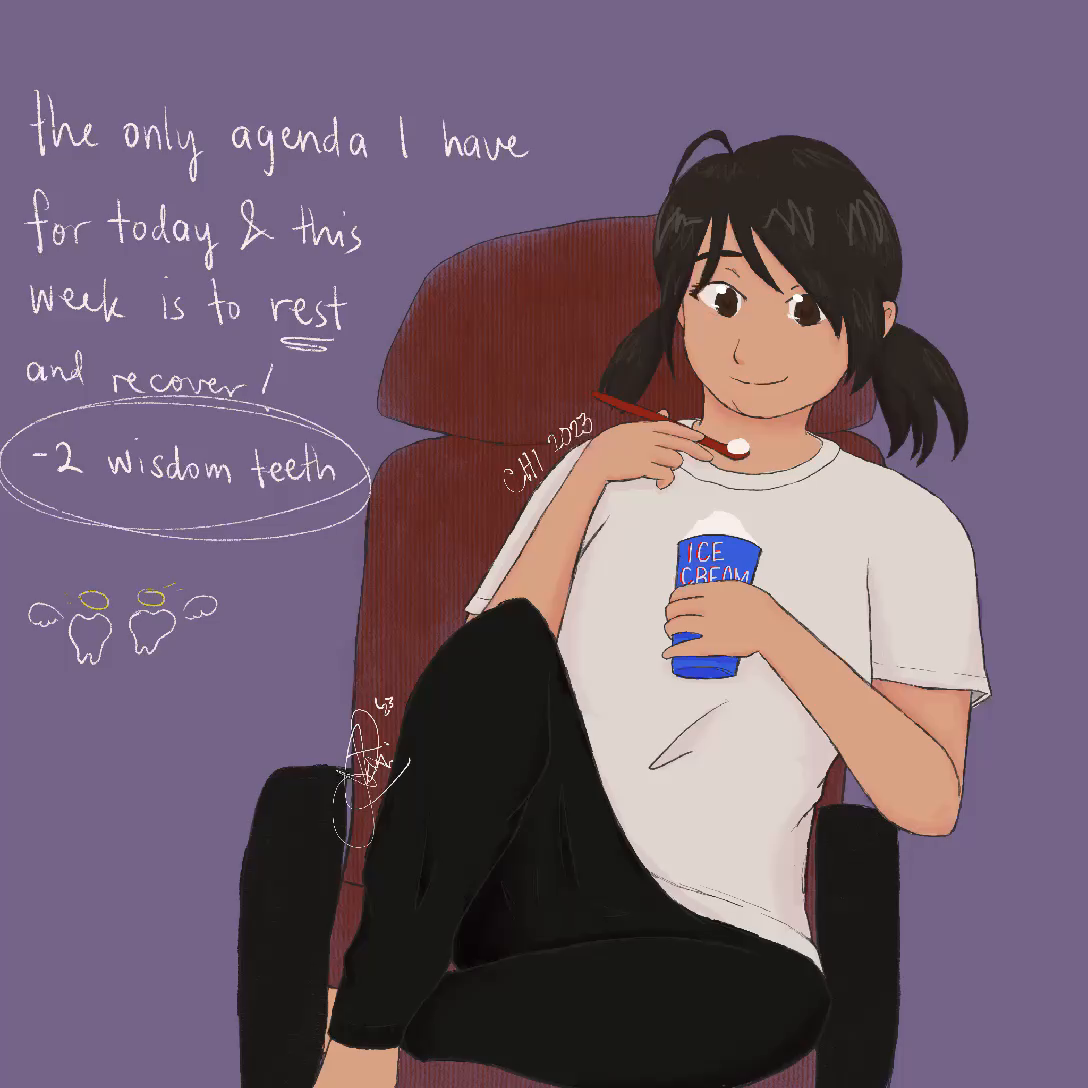 the only agenda I have
for today & this
week is to rest
and recover!
-2 wisdom teeth
CHI 2023
ICE
CREAM